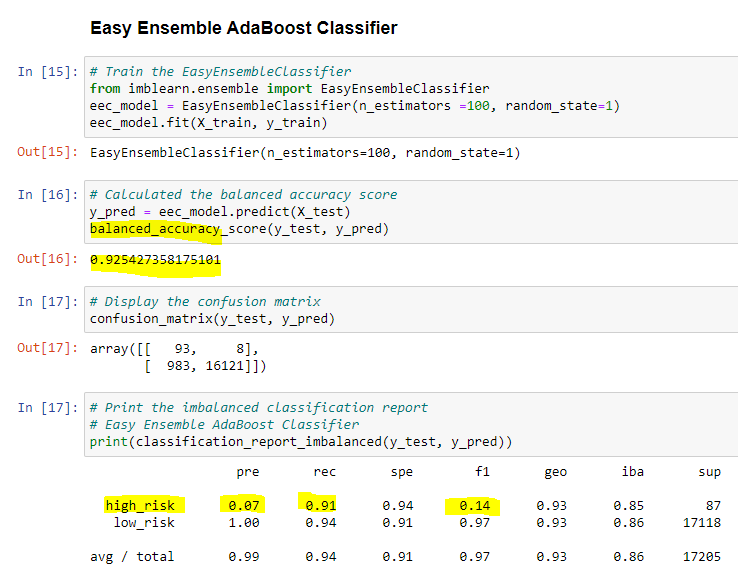 Easy Ensemble AdaBoost Classifier
In [15]: # Train the EasyEnsembleClassifier
from imblearn.ensemble import EasyEnsembleClassifier
eec_model = EasyEnsembleClassifier(n_estimators =100, random_state=1)
eec_model.fit(X_train, y_train)
Out[15]: EasyEnsembleClassifier(n_estimators=100, random_state=1)
In [16]: # Calculated the balanced accuracy score
y_pred = eec_model.predict(X_test)
balanced_accuracy_score(y_test, y_pred)
Out[16]: 0.925427358175101
In [17]: # Display the confusion matrix
confusion_matrix(y_test, y_pred)
Out[17]: array([[   93,     8],
[  983, 16121]])
In [17]: # Print the imbalanced classification report
# Easy Ensemble AdaBoost Classifier
print(classification_report_imbalanced(y_test, y_pred))
pre rec spe f1 geo iba sup
high_risk 0.07 0.91 0.94 0.14 0.93 0.85 87
low_risk 1.00 0.94 0.91 0.97 0.93 0.86 17118
avg / total 0.99 0.94 0.91 0.97 0.93 0.86 17205